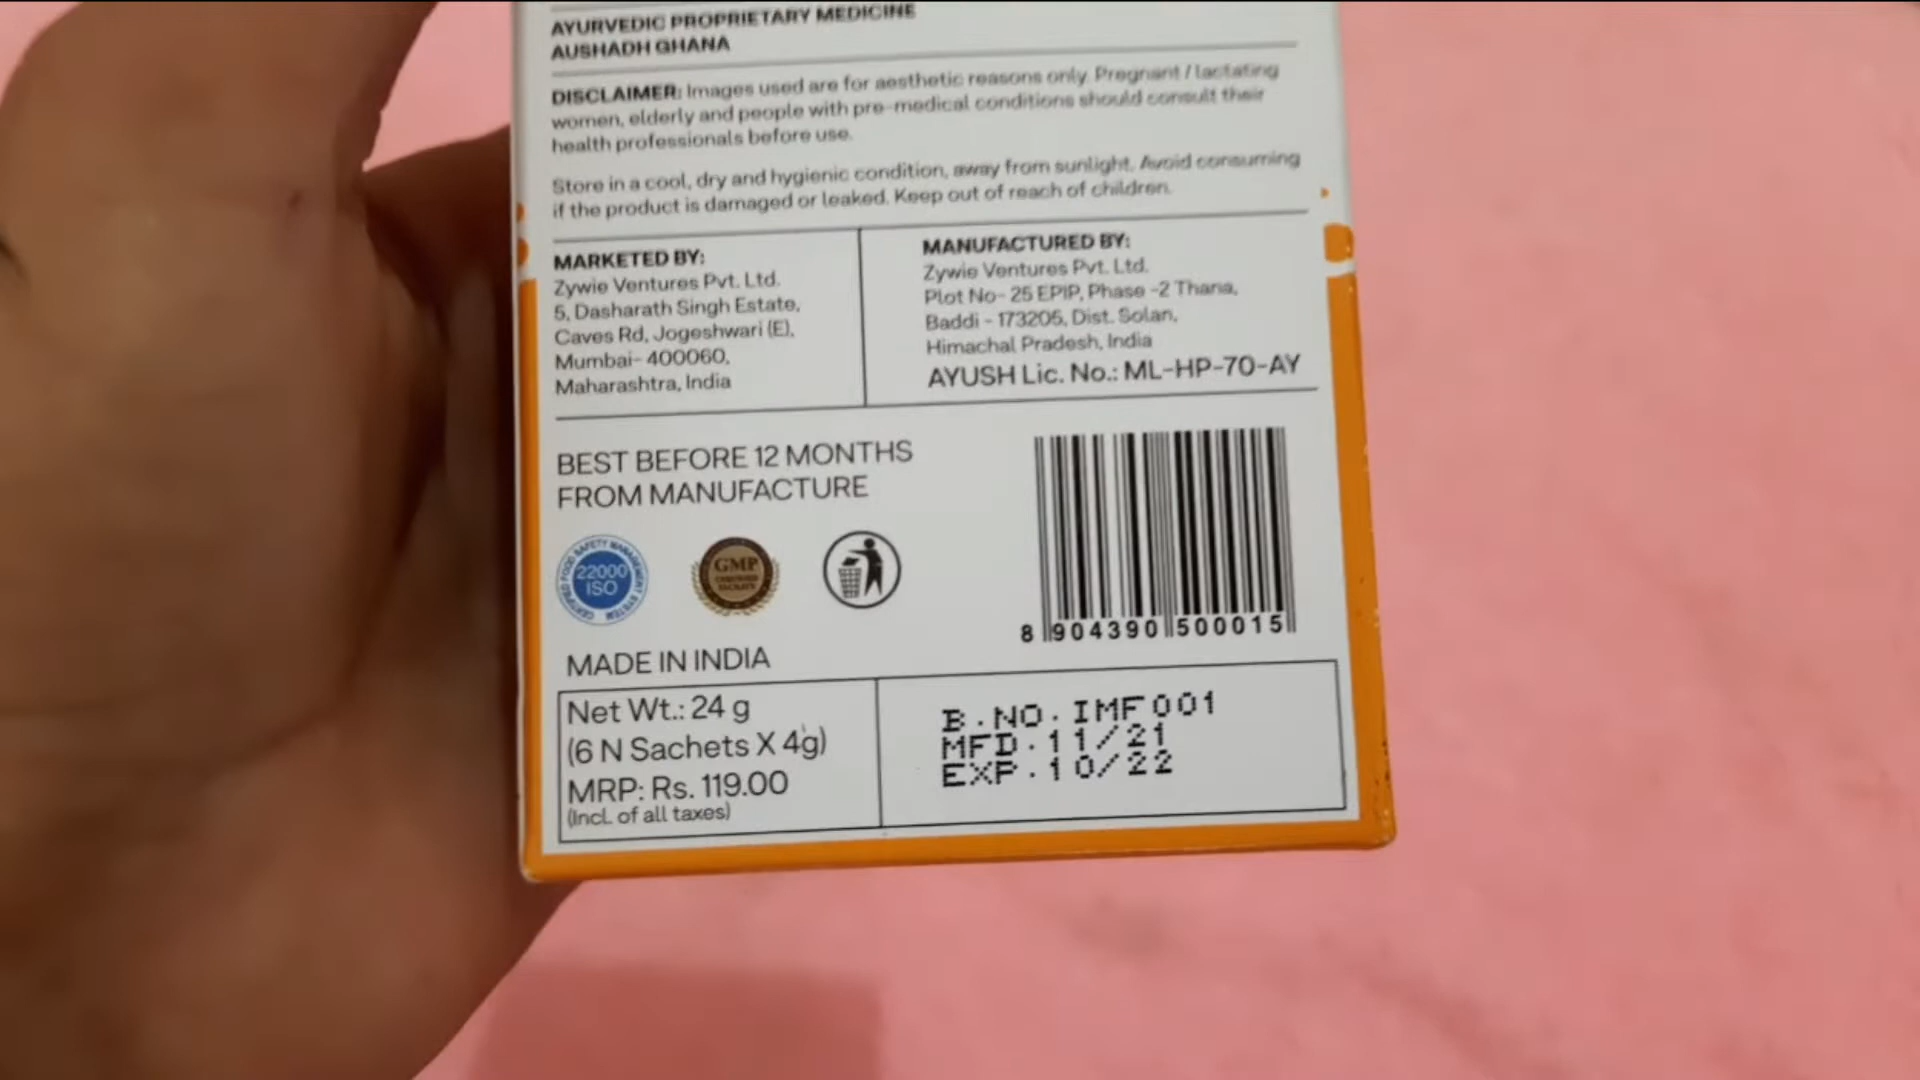 AYURVEDIC PROPRIETARY MEDICINE
AUSHADH GHANA
DISCLAIMER: Images used are for aesthetic reasons only. Pregnant / lactating
women, elderly and people with pre-medical conditions should consult their
health professionals before use.
Store in a cool, dry and hygienic condition, away from sunlight. Avoid consuming
if the product is damaged or leaked. Keep out of reach of children.
MARKETED BY:
Zywie Ventures Pvt. Ltd.
5, Dasharath Singh Estate,
Caves Rd, Jogeshwari (E),
Mumbai- 400060,
Maharashtra, India
MANUFACTURED BY:
Zywie Ventures Pvt. Ltd.
Plot No- 25 EPIP, Phase -2 Thana,
Baddi - 173205, Dist. Solan,
Himachal Pradesh, India
AYUSH Lic. No.: ML-HP-70-AY
BEST BEFORE 12 MONTHS
FROM MANUFACTURE
FOOD SAFETY MANAGEMENT SYSTEM CERTIFIED
22000
ISO
GMP
CERTIFIED
FACILITY
8 904390 500015
MADE IN INDIA
Net Wt.: 24 g
(6 N Sachets X 4g)
MRP: Rs. 119.00
(Incl. of all taxes)
B.NO. IMF001
MFD.11/21
EXP.10/22